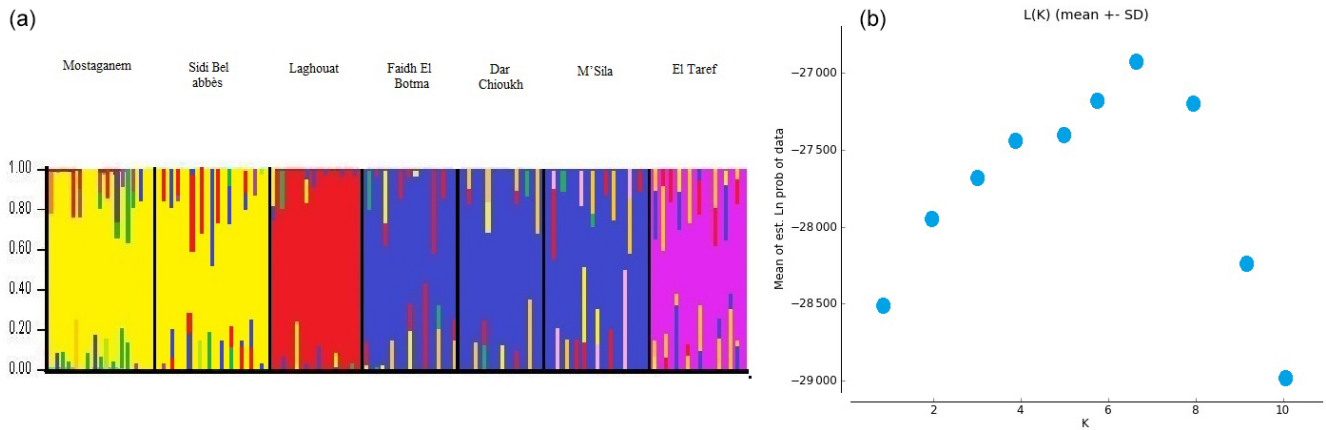 (a)
Mostaganem
Sidi Bel
abbès
Laghouat
Faidh El
Botma
Dar
Chioukh
M'Sila
El Taref
1.00
0.80
0.60
0.40
0.20
0.00
(b)
L(K) (mean +- SD)
Mean of est. Ln prob of data
−27000
−27500
−28000
−28500
−29000
2
4
6
8
10
K